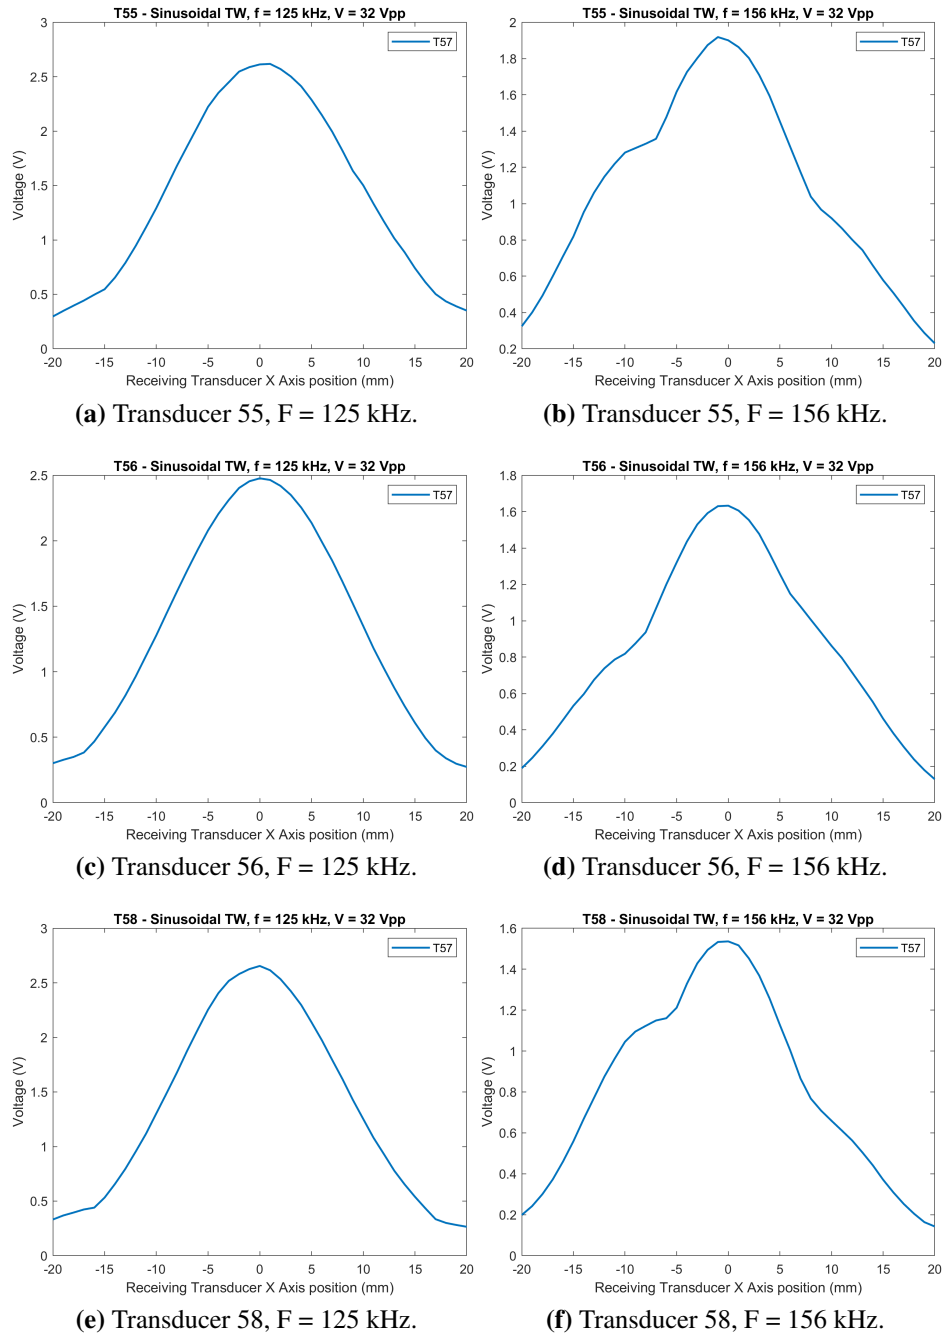 T55 - Sinusoidal TW, f = 125 kHz, V = 32 Vpp
T57
3
2.5
2
1.5
1
0.5
0
-20 -15 -10 -5 0 5 10 15 20
Voltage (V)
Receiving Transducer X Axis position (mm)
(a) Transducer 55, F = 125 kHz.
T55 - Sinusoidal TW, f = 156 kHz, V = 32 Vpp
T57
2
1.8
1.6
1.4
1.2
1
0.8
0.6
0.4
0.2
-20 -15 -10 -5 0 5 10 15 20
Voltage (V)
Receiving Transducer X Axis position (mm)
(b) Transducer 55, F = 156 kHz.
T56 - Sinusoidal TW, f = 125 kHz, V = 32 Vpp
T57
2.5
2
1.5
1
0.5
0
-20 -15 -10 -5 0 5 10 15 20
Voltage (V)
Receiving Transducer X Axis position (mm)
(c) Transducer 56, F = 125 kHz.
T56 - Sinusoidal TW, f = 156 kHz, V = 32 Vpp
T57
1.8
1.6
1.4
1.2
1
0.8
0.6
0.4
0.2
0
-20 -15 -10 -5 0 5 10 15 20
Voltage (V)
Receiving Transducer X Axis position (mm)
(d) Transducer 56, F = 156 kHz.
T58 - Sinusoidal TW, f = 125 kHz, V = 32 Vpp
T57
3
2.5
2
1.5
1
0.5
0
-20 -15 -10 -5 0 5 10 15 20
Voltage (V)
Receiving Transducer X Axis position (mm)
(e) Transducer 58, F = 125 kHz.
T58 - Sinusoidal TW, f = 156 kHz, V = 32 Vpp
T57
1.6
1.4
1.2
1
0.8
0.6
0.4
0.2
0
-20 -15 -10 -5 0 5 10 15 20
Voltage (V)
Receiving Transducer X Axis position (mm)
(f) Transducer 58, F = 156 kHz.